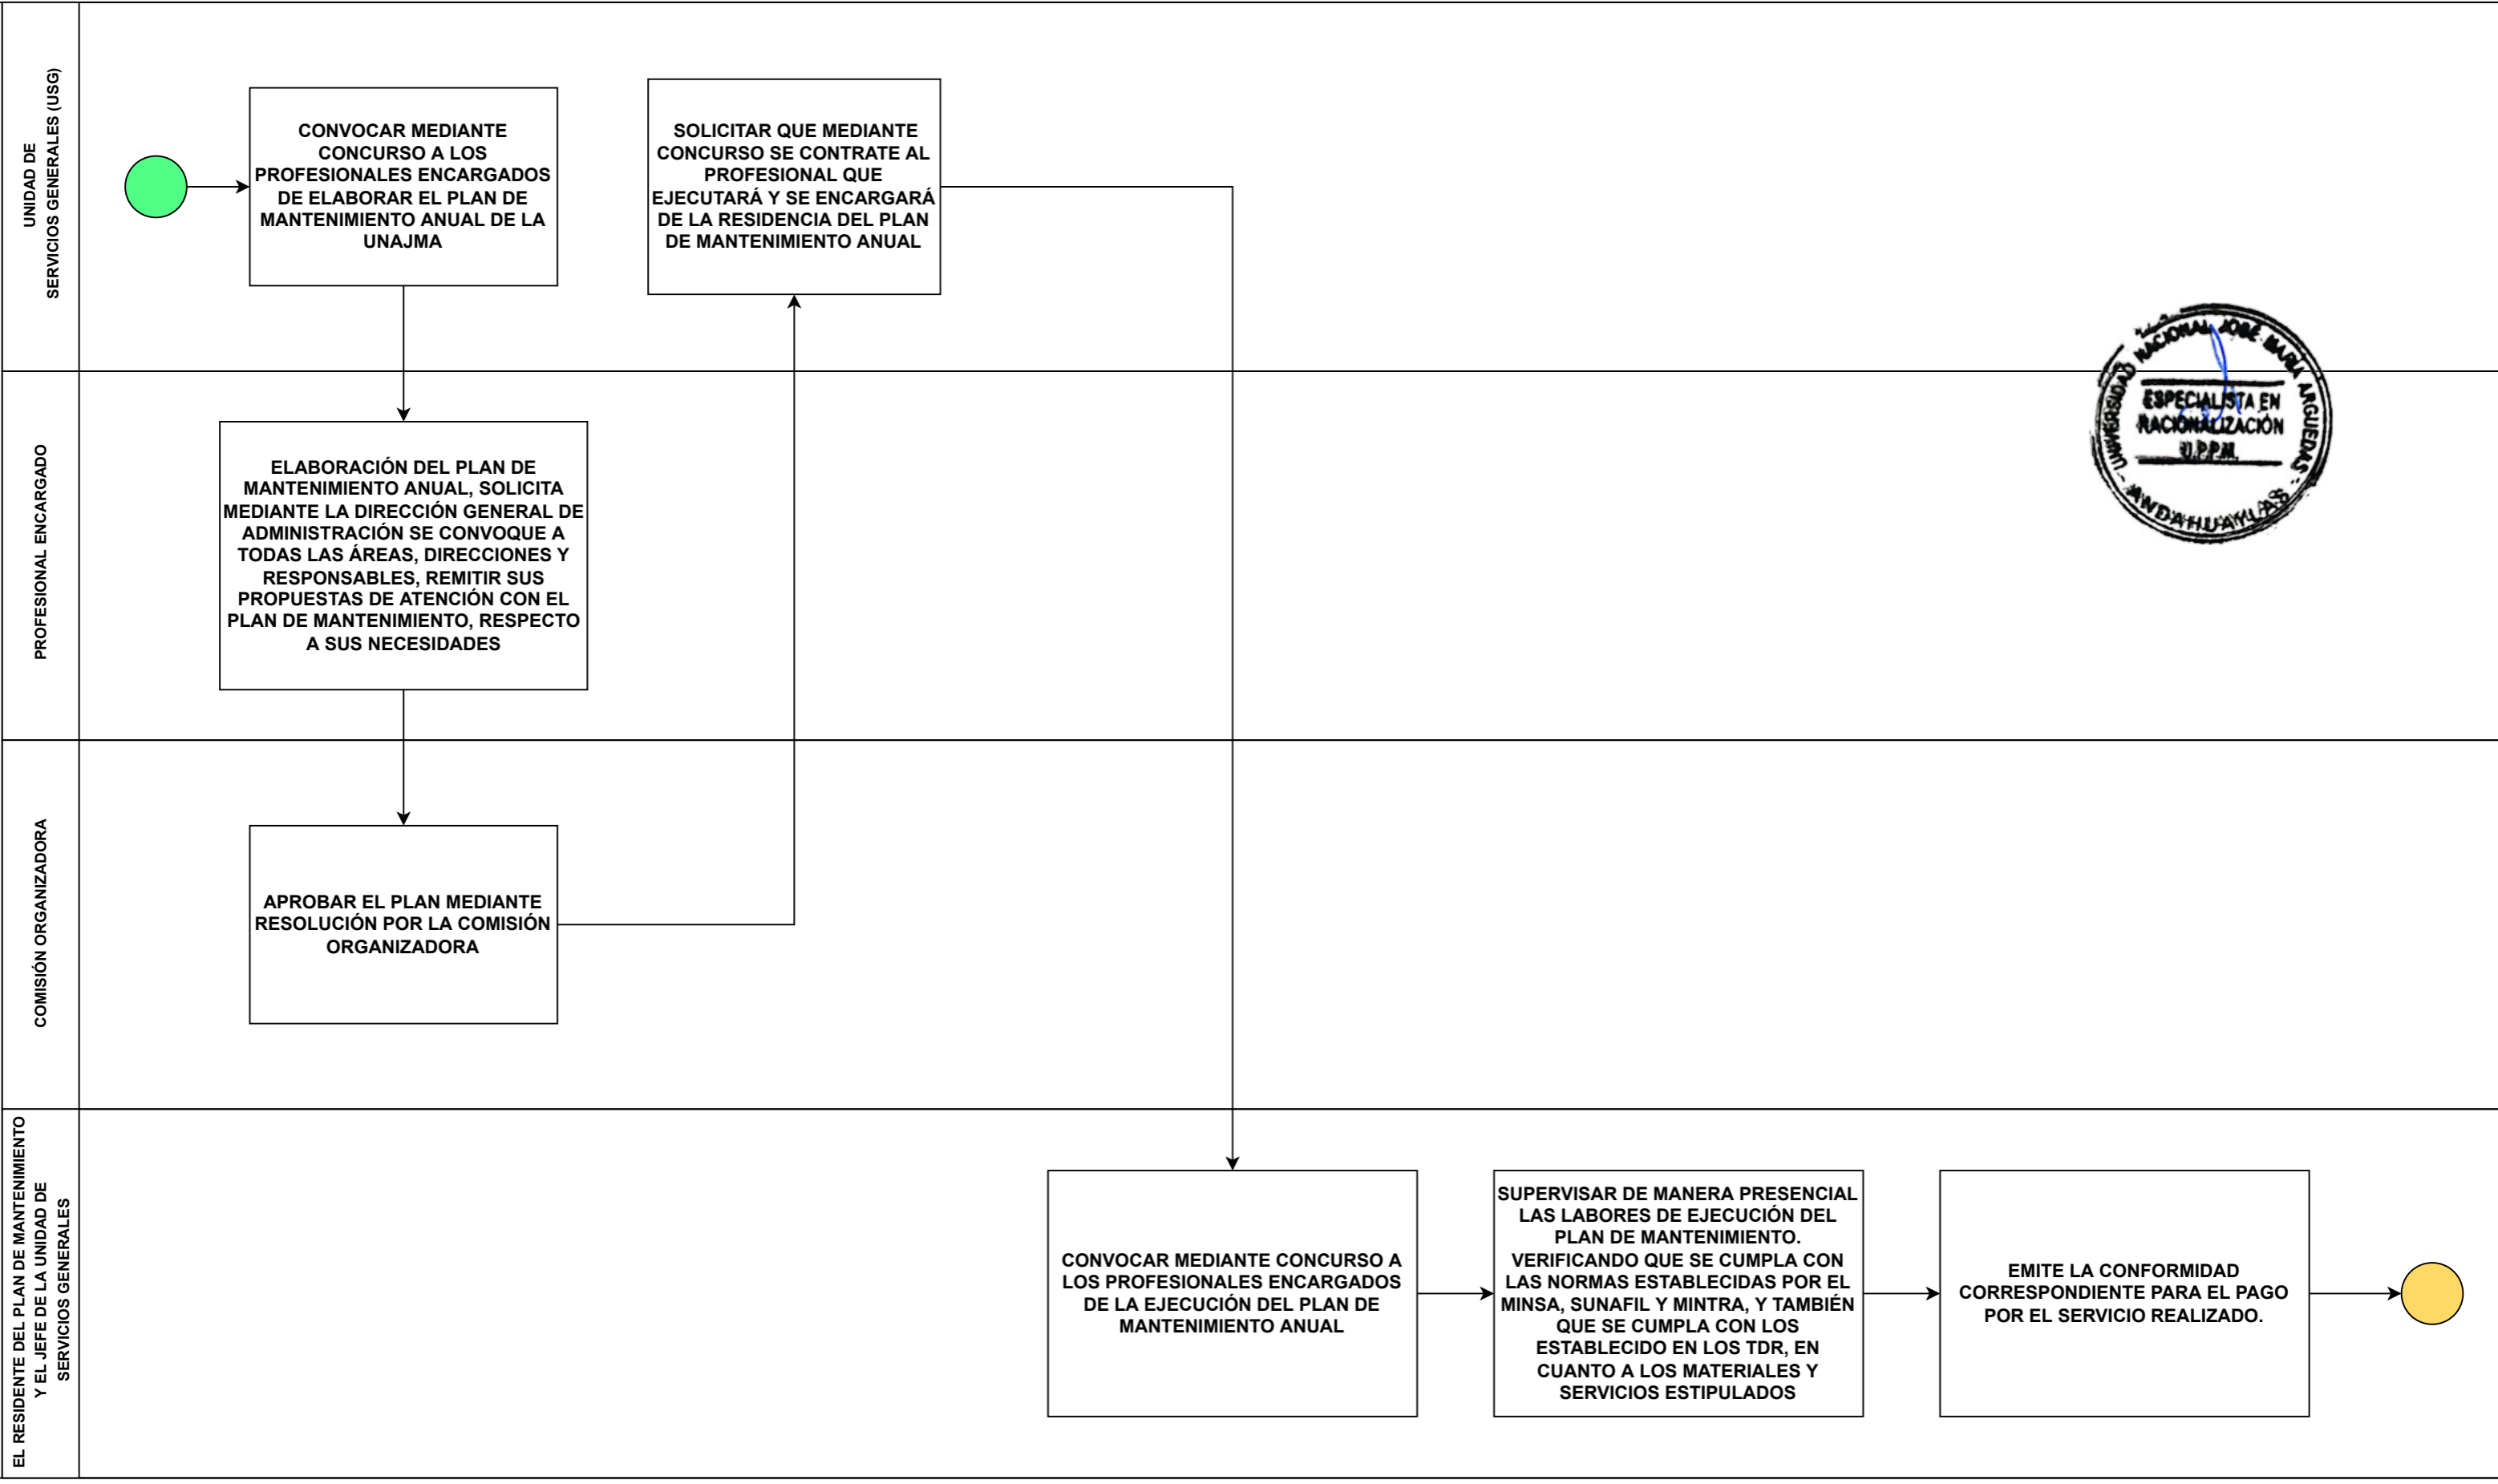 UNIDAD DE
SERVICIOS GENERALES (USG)
CONVOCAR MEDIANTE
CONCURSO A LOS
PROFESIONALES ENCARGADOS
DE ELABORAR EL PLAN DE
MANTENIMIENTO ANUAL DE LA
UNAJMA
SOLICITAR QUE MEDIANTE
CONCURSO SE CONTRATE AL
PROFESIONAL QUE
EJECUTARÁ Y SE ENCARGARÁ
DE LA RESIDENCIA DEL PLAN
DE MANTENIMIENTO ANUAL
UNIVERSIDAD NACIONAL JOSÉ MARÍA ARGUEDAS
ESPECIALISTA EN
RACIONALIZACIÓN
U.P.P.M.
- ANDAHUAYLAS -
PROFESIONAL ENCARGADO
ELABORACIÓN DEL PLAN DE
MANTENIMIENTO ANUAL, SOLICITA
MEDIANTE LA DIRECCIÓN GENERAL DE
ADMINISTRACIÓN SE CONVOQUE A
TODAS LAS ÁREAS, DIRECCIONES Y
RESPONSABLES, REMITIR SUS
PROPUESTAS DE ATENCIÓN CON EL
PLAN DE MANTENIMIENTO, RESPECTO
A SUS NECESIDADES
COMISIÓN ORGANIZADORA
APROBAR EL PLAN MEDIANTE
RESOLUCIÓN POR LA COMISIÓN
ORGANIZADORA
EL RESIDENTE DEL PLAN DE MANTENIMIENTO
Y EL JEFE DE LA UNIDAD DE
SERVICIOS GENERALES
CONVOCAR MEDIANTE CONCURSO A
LOS PROFESIONALES ENCARGADOS
DE LA EJECUCIÓN DEL PLAN DE
MANTENIMIENTO ANUAL
SUPERVISAR DE MANERA PRESENCIAL
LAS LABORES DE EJECUCIÓN DEL
PLAN DE MANTENIMIENTO.
VERIFICANDO QUE SE CUMPLA CON
LAS NORMAS ESTABLECIDAS POR EL
MINSA, SUNAFIL Y MINTRA, Y TAMBIÉN
QUE SE CUMPLA CON LOS
ESTABLECIDO EN LOS TDR, EN
CUANTO A LOS MATERIALES Y
SERVICIOS ESTIPULADOS
EMITE LA CONFORMIDAD
CORRESPONDIENTE PARA EL PAGO
POR EL SERVICIO REALIZADO.